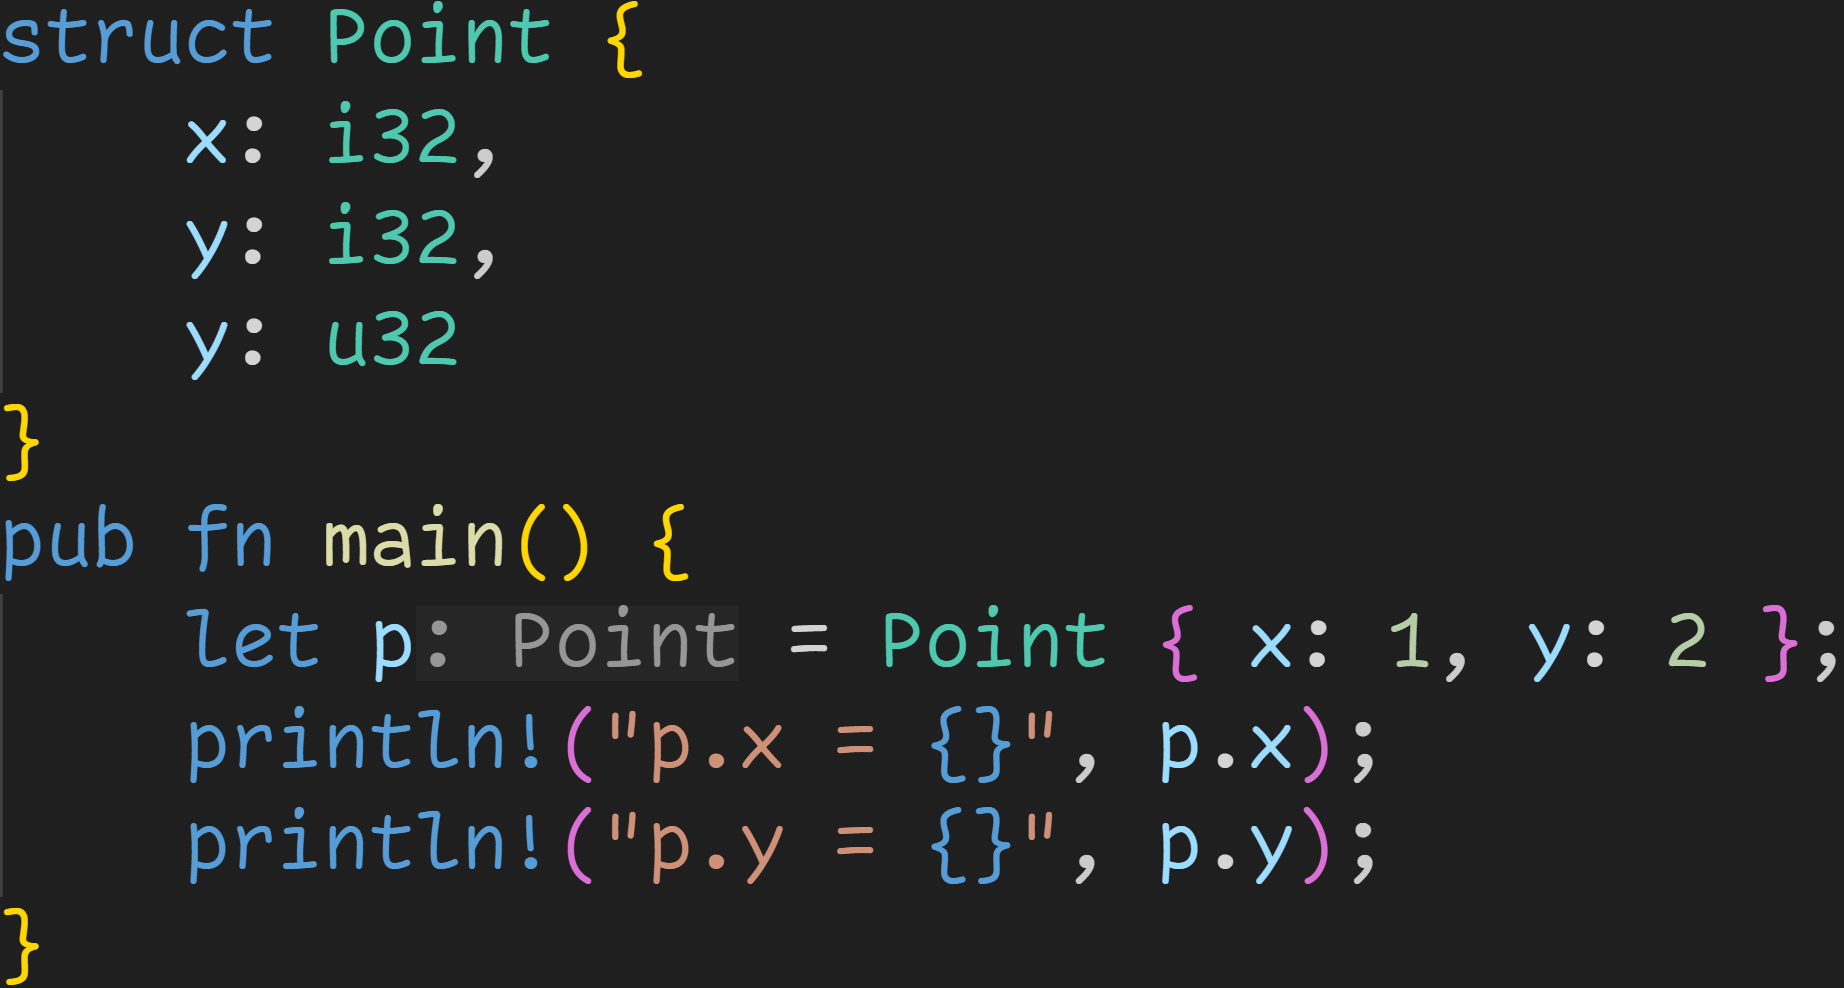 struct Point {
    x: i32,
    y: i32,
    y: u32
}
pub fn main() {
    let p: Point = Point { x: 1, y: 2 };
    println!("p.x = {}", p.x);
    println!("p.y = {}", p.y);
}